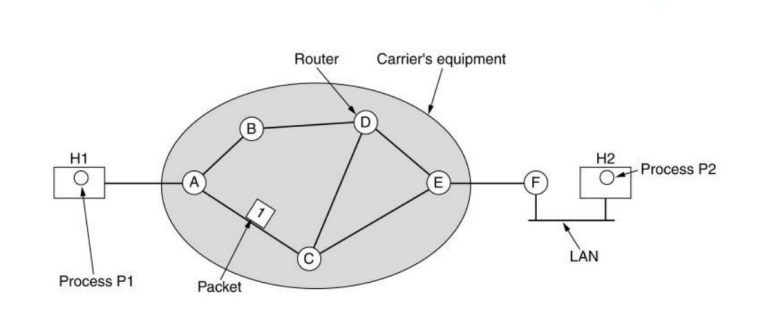 Router
Carrier's equipment
B
D
H1
H2
A
E
F
Process P2
1
C
LAN
Process P1
Packet